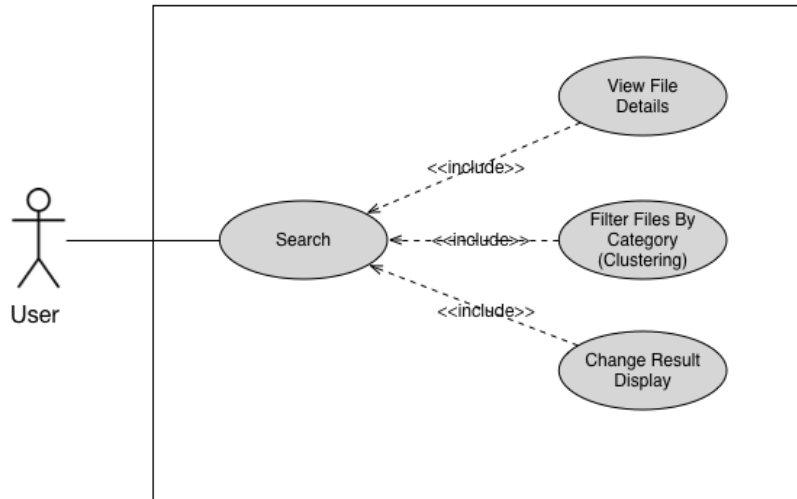 View File
Details
<<include>>
Search
<<include>>
Filter Files By
Category
(Clustering)
User
<<include>>
Change Result
Display